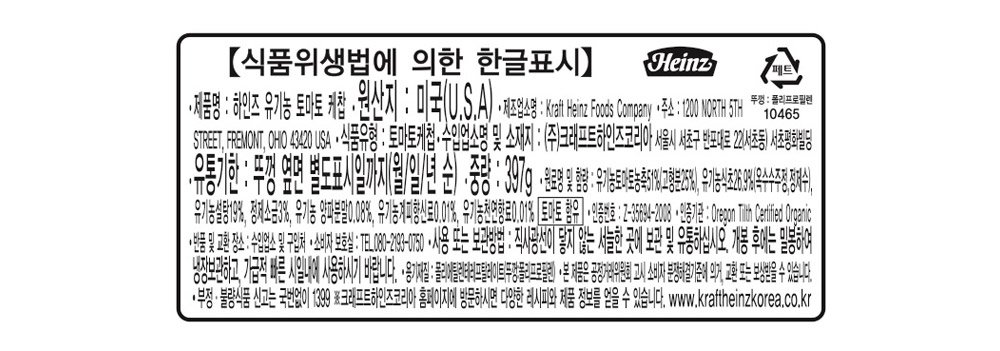 【식품위생법에 의한 한글표시】
Heinz
페트
뚜껑 : 폴리프로필렌
10465
·제품명 : 하인즈 유기농 토마토 케찹 ·원산지 : 미국(U.S.A) ·제조업소명 : Kraft Heinz Foods Company ·주소 : 1200 NORTH 5TH
STREET, FREMONT, OHIO 43420 USA ·식품유형 : 토마토케첩 ·수입업소명 및 소재지 : (주)크래프트하인즈코리아 서울시 서초구 반포대로 22(서초동) 서초평화빌딩
·유통기한 : 뚜껑 옆면 별도표시일까지(월/일/년 순) ·중량 : 397g ·원료명 및 함량 : 유기농토마토농축51%(고형분25%), 유기농식초26.9%(옥수수주정,정제수),
유기농설탕19%, 정제소금3%, 유기농 양파분말0.08%, 유기농계피향신료0.01%, 유기농천연향료0.01% 토마토 함유 ·인증번호 : Z-35694-2008 ·인증기관 : Oregon Tilth Certified Organic
·반품 및 교환 장소 : 수입업소 및 구입처 ·소비자 보호실 : TEL.080-2193-0750 ·사용 또는 보관방법 : 직사광선이 닿지 않는 서늘한 곳에 보관 및 유통하십시오. 개봉 후에는 밀봉하여
냉장보관하고, 가급적 빠른 시일내에 사용하시기 바랍니다. ·용기재질 : 폴리에틸렌테레프탈레이트(뚜껑:폴리프로필렌) ·본 제품은 공정거래위원회 고시 소비자 분쟁해결기준에 의거, 교환 또는 보상받을 수 있습니다.
·부정·불량식품 신고는 국번없이 1399 ※크래프트하인즈코리아 홈페이지에 방문하시면 다양한 레시피와 제품 정보를 얻을 수 있습니다. www.kraftheinzkorea.co.kr